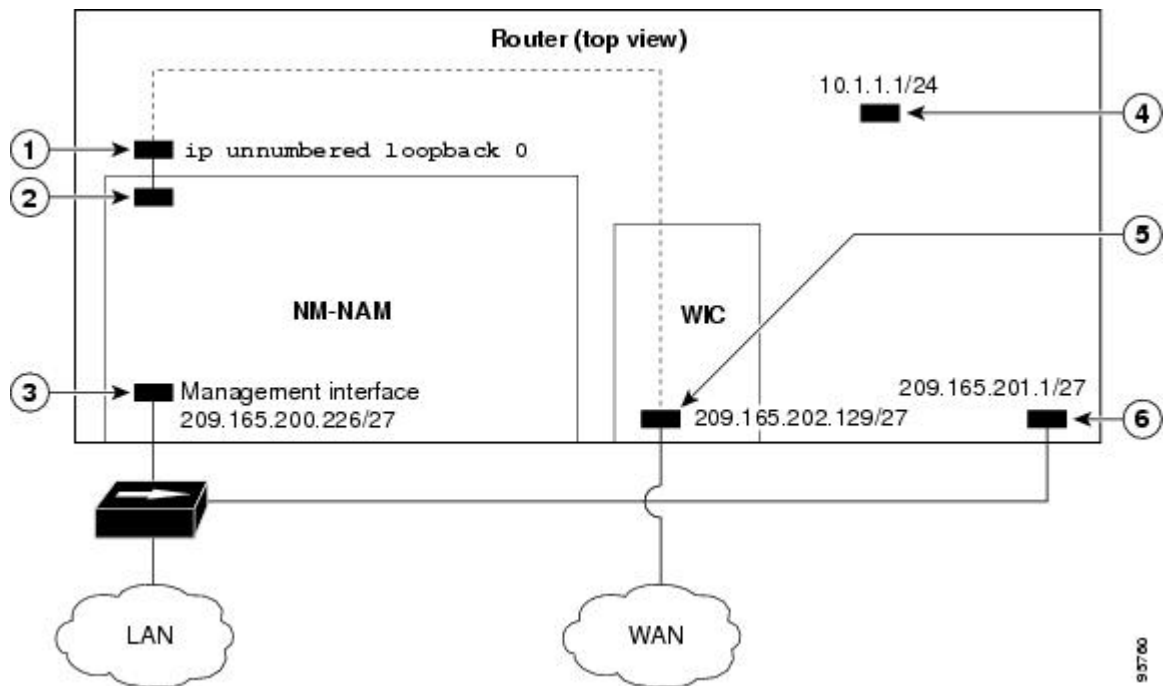 Router (top view)
10.1.1.1/24
4
1
ip unnumbered loopback 0
2
5
NM-NAM
WIC
3
Management interface
209.165.200.226/27
209.165.202.129/27
209.165.201.1/27
6
LAN
WAN
95760